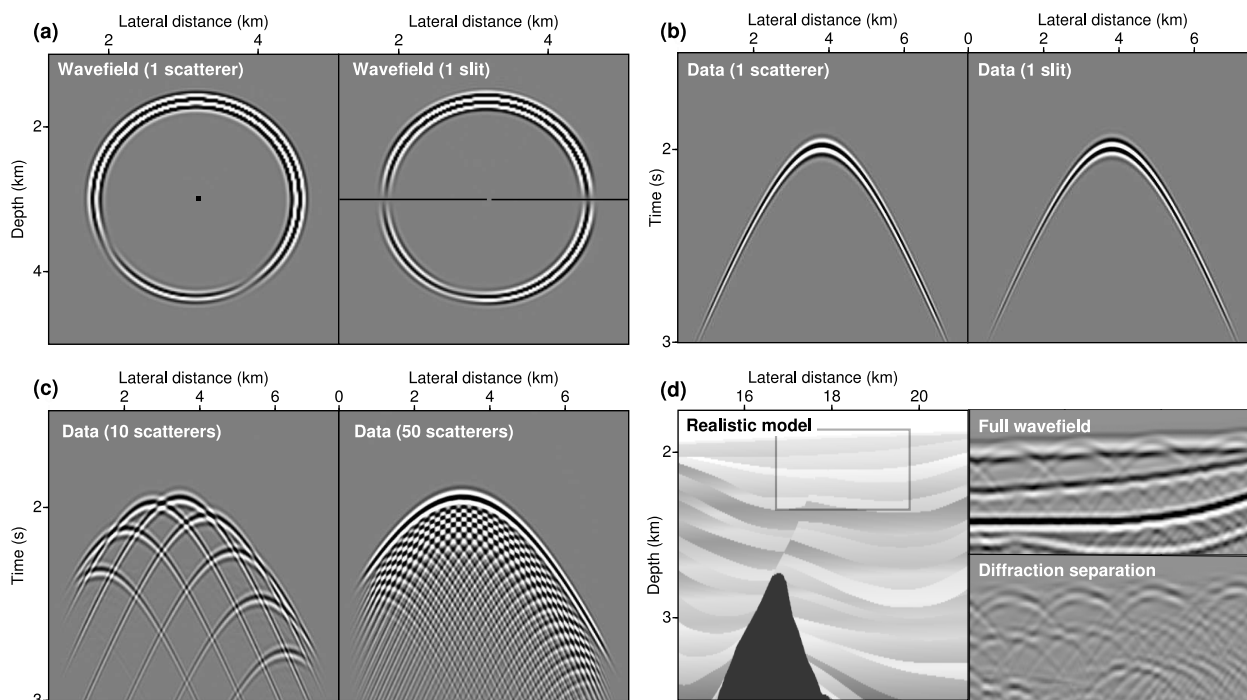 (a)
Lateral distance (km)
Lateral distance (km)
2
4
2
4
Wavefield (1 scatterer)
Wavefield (1 slit)
Depth (km)
2
4
(b)
Lateral distance (km)
Lateral distance (km)
2
4
6
0
2
4
6
Data (1 scatterer)
Data (1 slit)
Time (s)
2
3
(c)
Lateral distance (km)
Lateral distance (km)
2
4
6
0
2
4
6
Data (10 scatterers)
Data (50 scatterers)
Time (s)
2
3
(d)
Lateral distance (km)
16
18
20
Realistic model
Full wavefield
Diffraction separation
Depth (km)
2
3